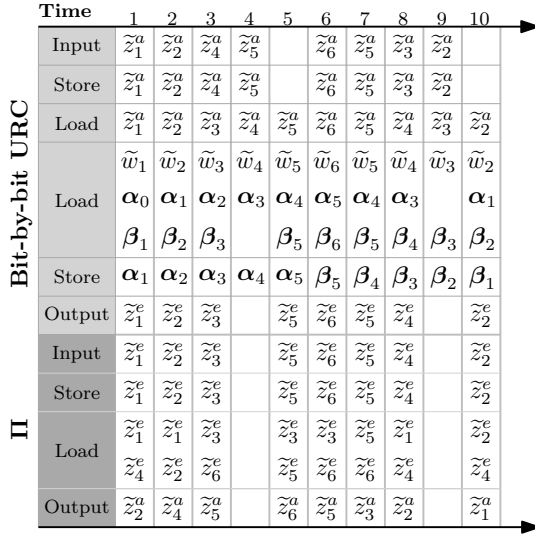 Time 1 2 3 4 5 6 7 8 9 10
Bit-by-bit URC
Input z̃₁ᵃ z̃₂ᵃ z̃₄ᵃ z̃₅ᵃ z̃₆ᵃ z̃₅ᵃ z̃₃ᵃ z̃₂ᵃ
Store z̃₁ᵃ z̃₂ᵃ z̃₄ᵃ z̃₅ᵃ z̃₆ᵃ z̃₅ᵃ z̃₃ᵃ z̃₂ᵃ
Load z̃₁ᵃ z̃₂ᵃ z̃₃ᵃ z̃₄ᵃ z̃₅ᵃ z̃₆ᵃ z̃₅ᵃ z̃₄ᵃ z̃₃ᵃ z̃₂ᵃ
w̃₁ w̃₂ w̃₃ w̃₄ w̃₅ w̃₆ w̃₅ w̃₄ w̃₃ w̃₂
Load α₀ α₁ α₂ α₃ α₄ α₅ α₄ α₃ α₁
β₁ β₂ β₃ β₅ β₆ β₅ β₄ β₃ β₂
Store α₁ α₂ α₃ α₄ α₅ β₅ β₄ β₃ β₂ β₁
Output z̃₁ᵉ z̃₂ᵉ z̃₃ᵉ z̃₅ᵉ z̃₆ᵉ z̃₅ᵉ z̃₄ᵉ z̃₂ᵉ
Π
Input z̃₁ᵉ z̃₂ᵉ z̃₃ᵉ z̃₅ᵉ z̃₆ᵉ z̃₅ᵉ z̃₄ᵉ z̃₂ᵉ
Store z̃₁ᵉ z̃₂ᵉ z̃₃ᵉ z̃₅ᵉ z̃₆ᵉ z̃₅ᵉ z̃₄ᵉ z̃₂ᵉ
Load z̃₁ᵉ z̃₁ᵉ z̃₃ᵉ z̃₃ᵉ z̃₃ᵉ z̃₅ᵉ z̃₁ᵉ z̃₂ᵉ
z̃₄ᵉ z̃₂ᵉ z̃₆ᵉ z̃₅ᵉ z̃₆ᵉ z̃₆ᵉ z̃₄ᵉ z̃₄ᵉ
Output z̃₂ᵃ z̃₄ᵃ z̃₅ᵃ z̃₆ᵃ z̃₅ᵃ z̃₃ᵃ z̃₂ᵃ z̃₁ᵃ